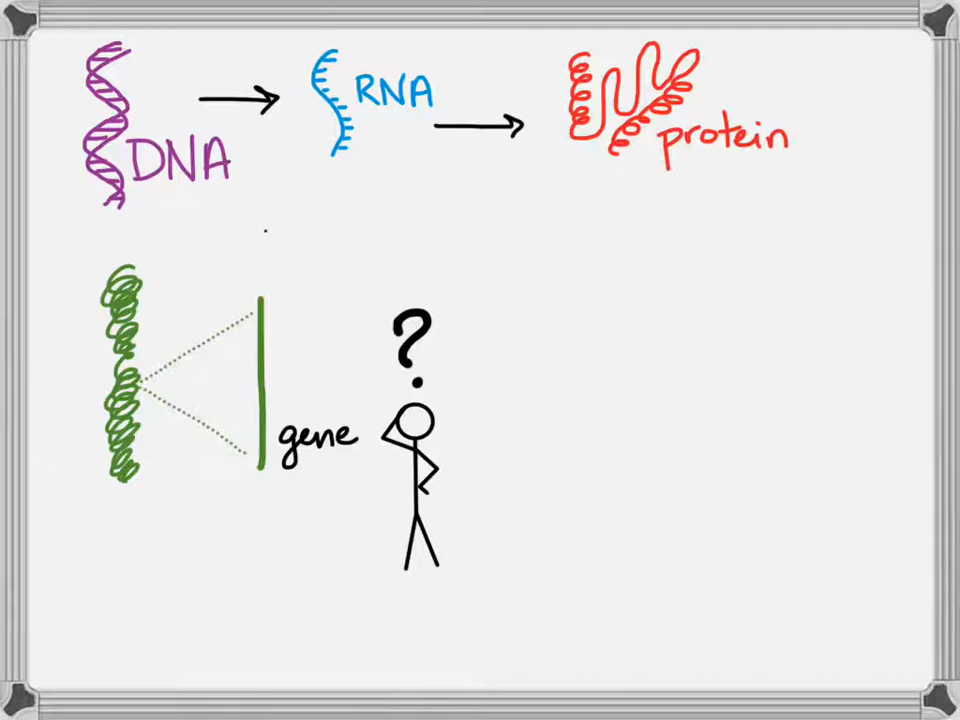 DNA
RNA
protein
?
gene